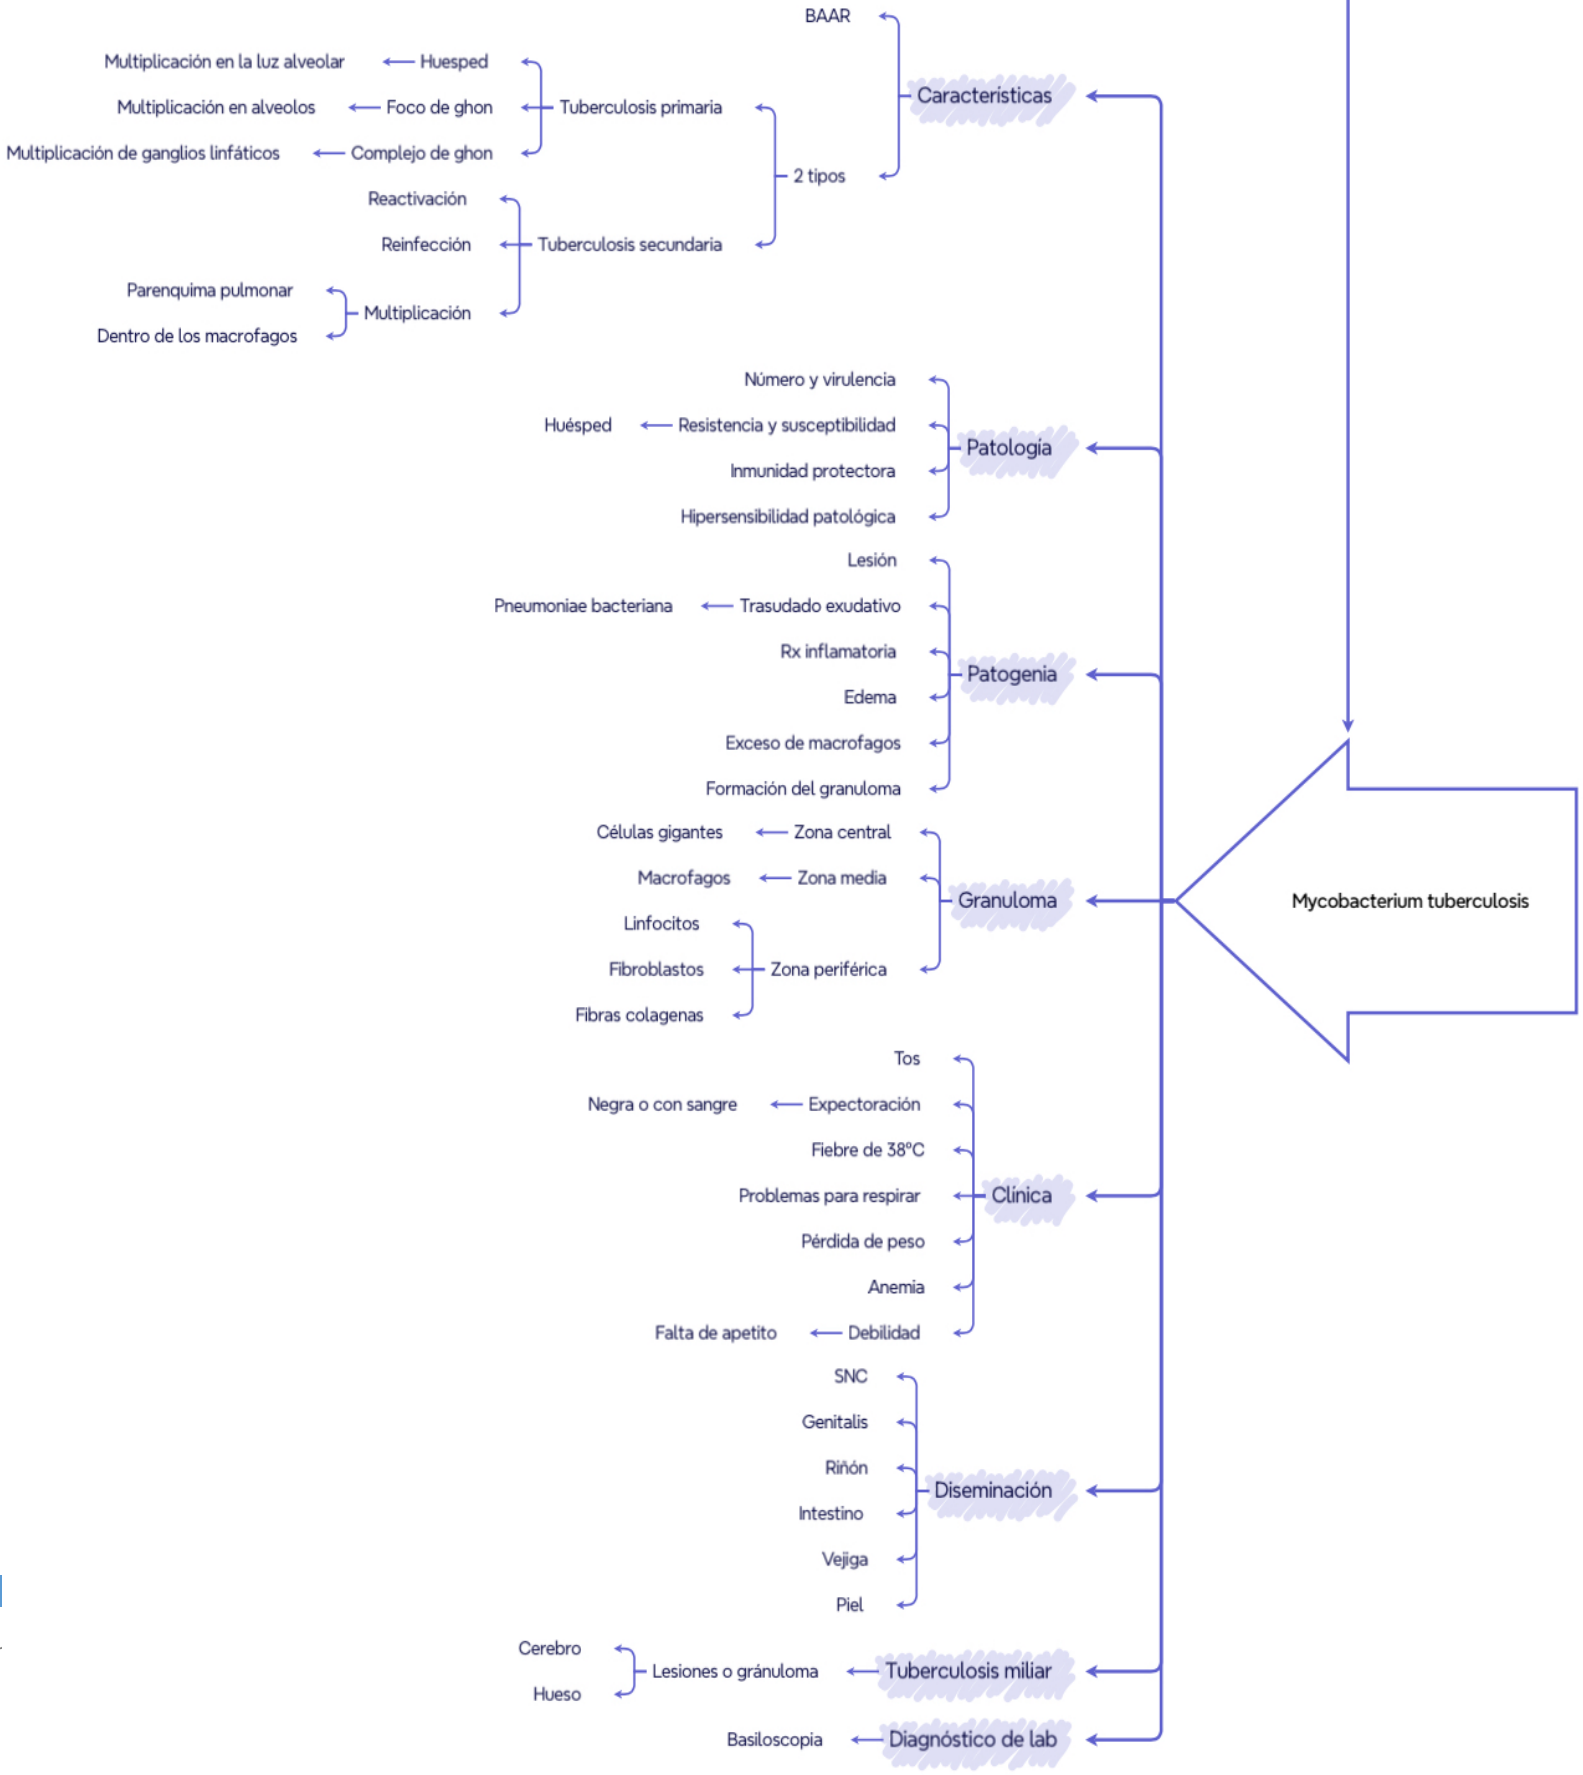 BAAR
Multiplicación en la luz alveolar
Huesped
Multiplicación en alveolos
Foco de ghon
Tuberculosis primaria
Multiplicación de ganglios linfáticos
Complejo de ghon
Características
2 tipos
Reactivación
Reinfección
Tuberculosis secundaria
Parenquima pulmonar
Multiplicación
Dentro de los macrofagos
Número y virulencia
Huésped
Resistencia y susceptibilidad
Patología
Inmunidad protectora
Hipersensibilidad patológica
Lesión
Pneumoniae bacteriana
Trasudado exudativo
Rx inflamatoria
Patogenia
Edema
Exceso de macrofagos
Formación del granuloma
Células gigantes
Zona central
Macrofagos
Zona media
Granuloma
Mycobacterium tuberculosis
Linfocitos
Fibroblastos
Zona periférica
Fibras colagenas
Tos
Negra o con sangre
Expectoración
Fiebre de 38°C
Problemas para respirar
Clínica
Pérdida de peso
Anemia
Falta de apetito
Debilidad
SNC
Genitalis
Riñón
Diseminación
Intestino
Vejiga
Piel
Cerebro
Lesiones o gránuloma
Tuberculosis miliar
Hueso
Basiloscopia
Diagnóstico de lab